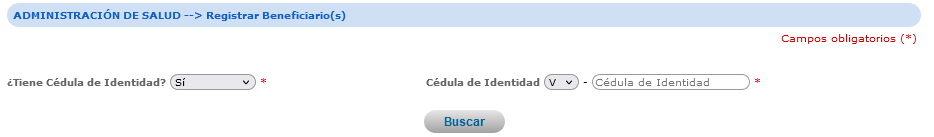 ADMINISTRACIÓN DE SALUD --> Registrar Beneficiario(s)
Campos obligatorios (*)
¿Tiene Cédula de Identidad? Sí * Cédula de Identidad V - Cédula de Identidad *
Buscar